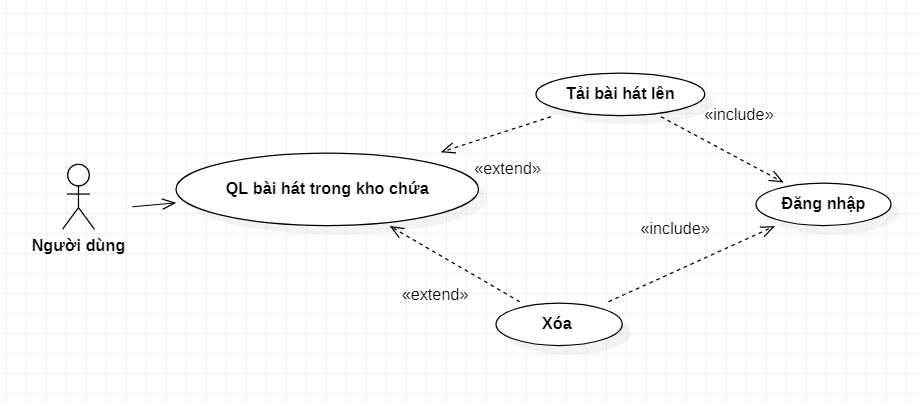 Tải bài hát lên
«include»
«extend»
QL bài hát trong kho chứa
Đăng nhập
Người dùng
«include»
«extend»
Xóa